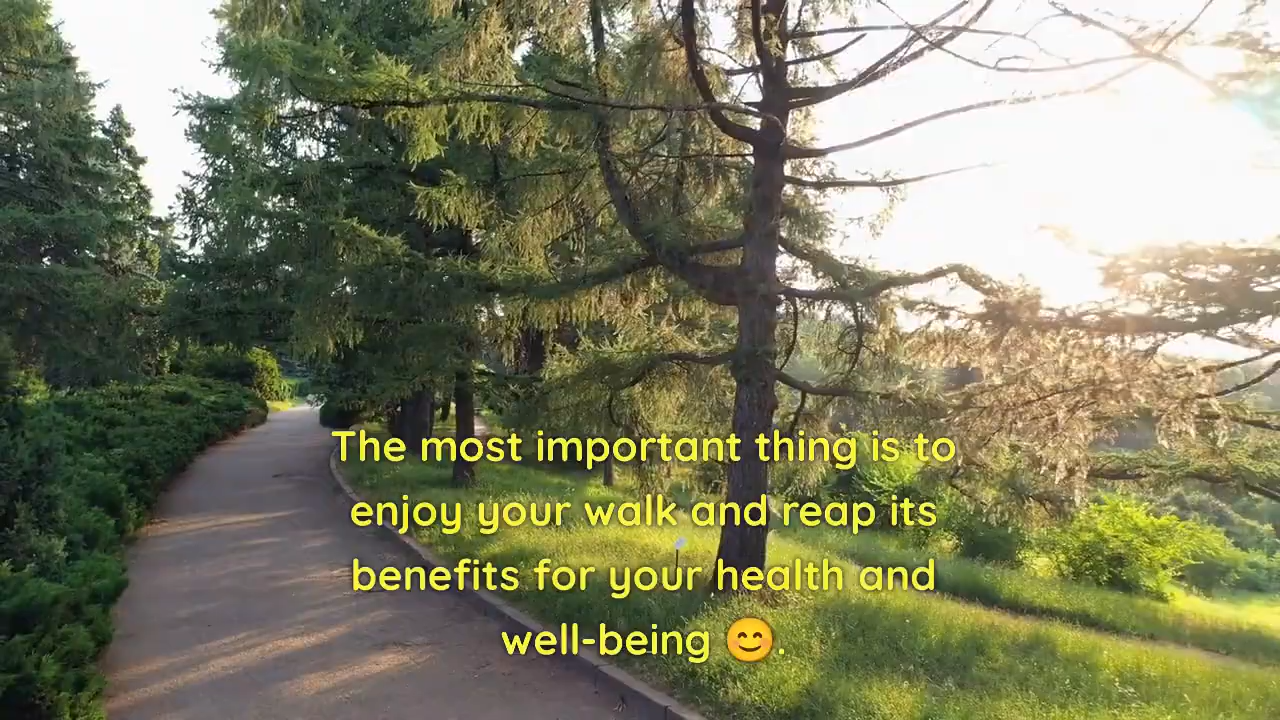 The most important thing is to
enjoy your walk and reap its
benefits for your health and
well-being 😊.